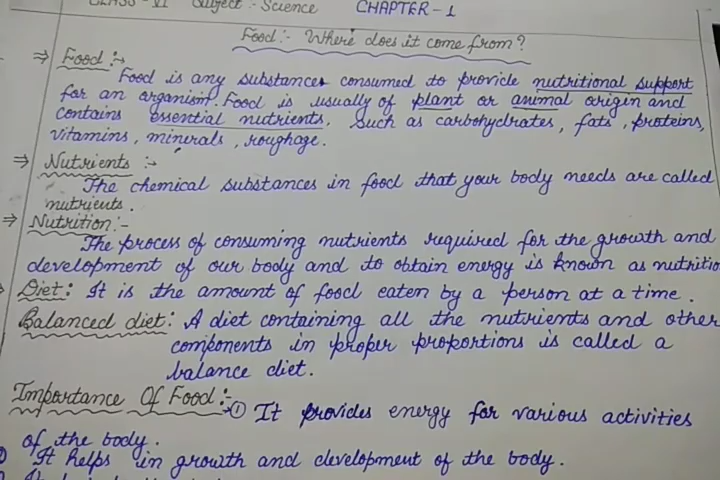 CLASS - VI Subject :- Science CHAPTER - 1
Food :- Where does it come from?
⇒ Food :-
Food is any substances consumed to provide nutritional support
for an organism. Food is usually of plant or animal origin and
contains essential nutrients, such as carbohydrates, fats, proteins,
vitamins, minerals, roughage.
⇒ Nutrients :-
The chemical substances in food that your body needs are called
nutrients.
⇒ Nutrition :-
The process of consuming nutrients required for the growth and
development of our body and to obtain energy is known as nutritio
Diet: It is the amount of food eaten by a person at a time.
Balanced diet: A diet containing all the nutrients and other
components in proper proportions is called a
balance diet.
Importance Of Food :-
→ ① It provides energy for various activities
of the body.
It helps in growth and development of the body.